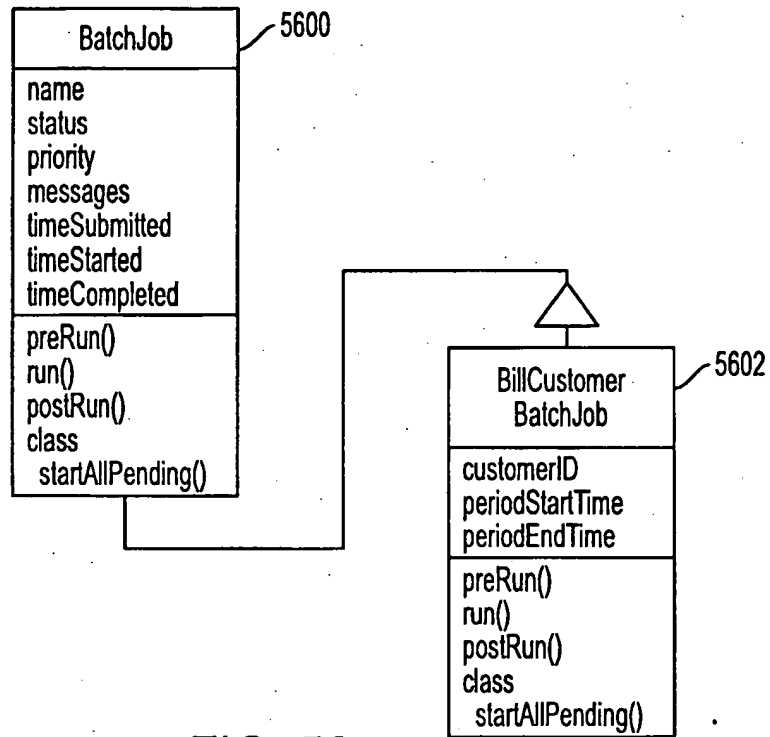 BatchJob
5600
name
status
priority
messages
timeSubmitted
timeStarted
timeCompleted
preRun()
run()
postRun()
class
startAllPending()
BillCustomer
BatchJob
5602
customerID
periodStartTime
periodEndTime
preRun()
run()
postRun()
class
startAllPending()